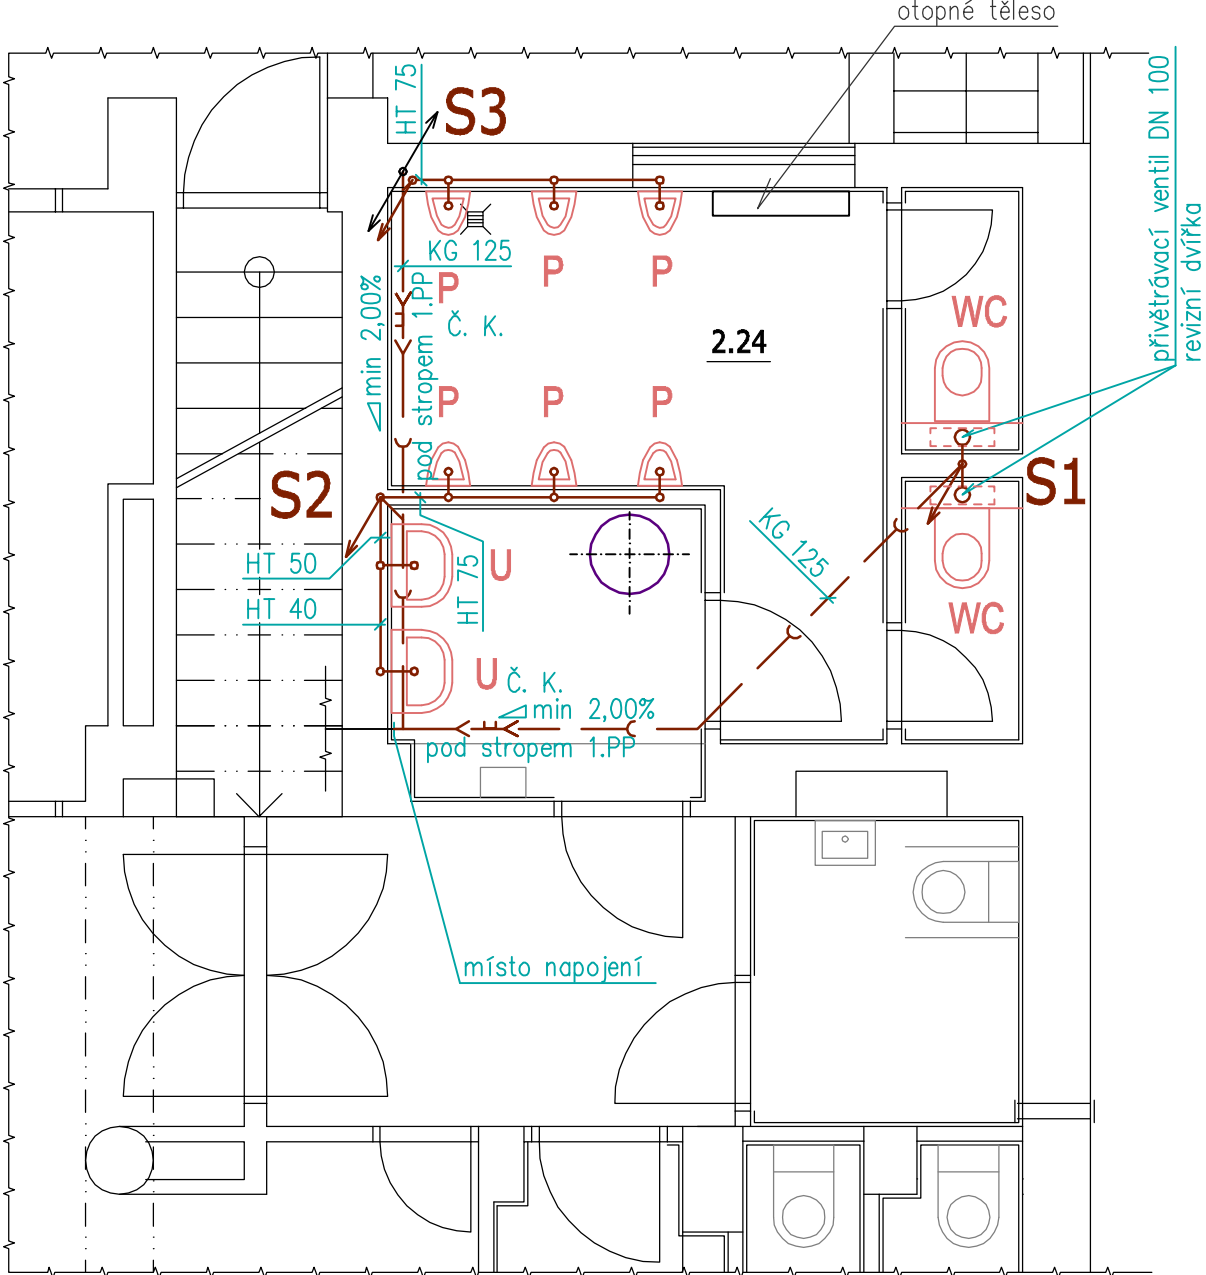 otopné těleso
HT 75
S3
přivětrávací ventil DN 100
revizní dvířka
KG 125
P
P
P
WC
min 2,00%
pod stropem 1.PP
Č. K.
2.24
P
P
P
S2
S1
KG 125
HT 50
HT 75
U
HT 40
WC
U
Č. K.
min 2,00%
pod stropem 1.PP
místo napojení